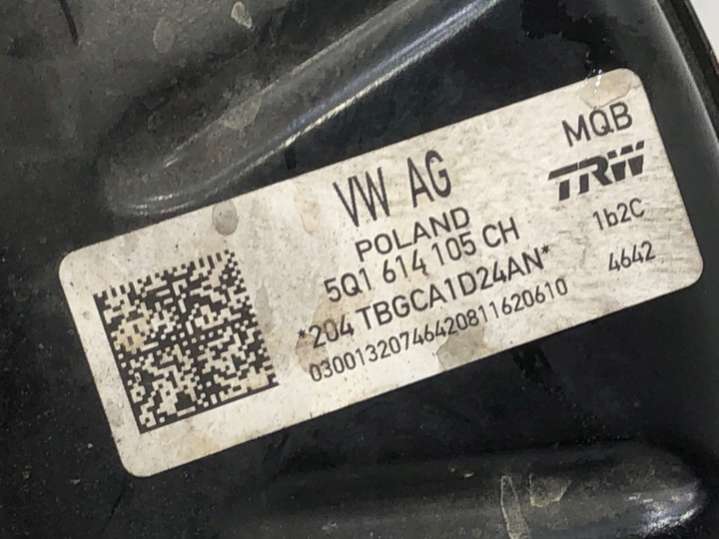 VW AG
POLAND
5Q1 614 105 CH
*204 TBGCA1D24AN*
03001320746420811620610
MQB
TRW
1b2C
4642